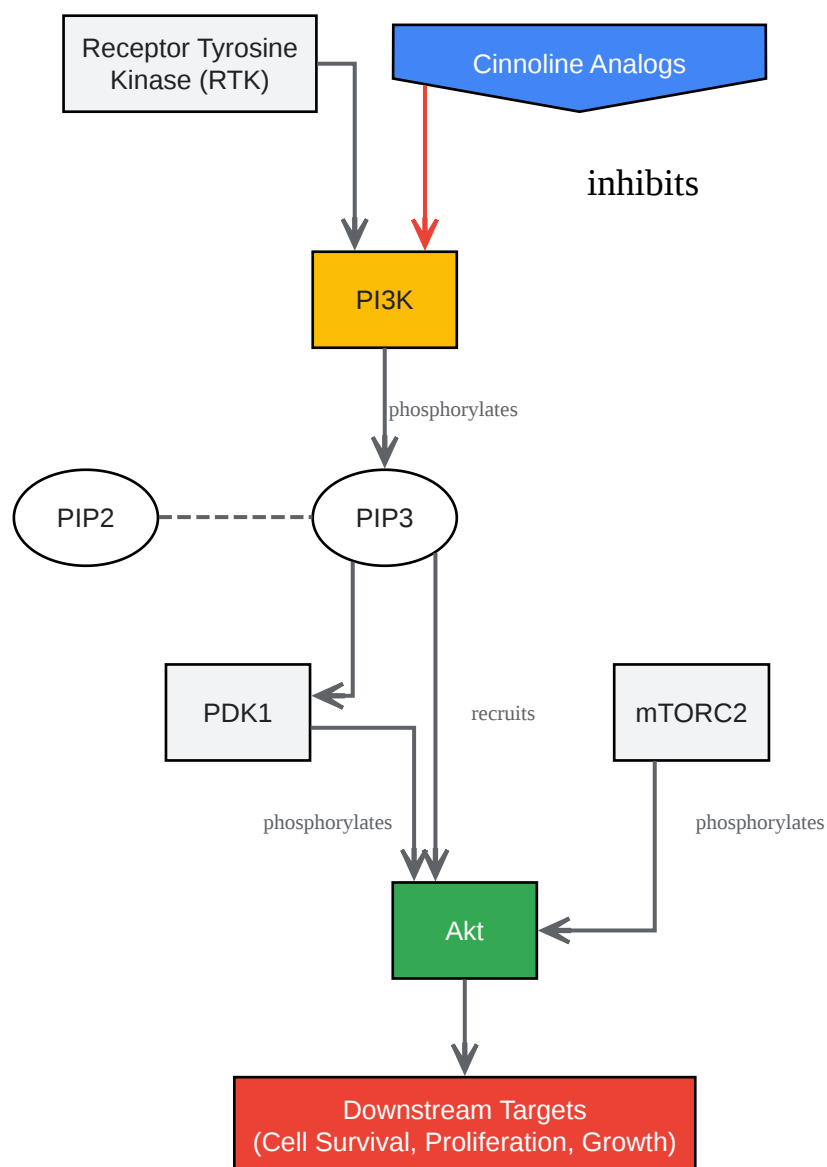 Receptor Tyrosine
Kinase (RTK)
Cinnoline Analogs
inhibits
PI3K
phosphorylates
PIP2
PIP3
PDK1
recruits
mTORC2
phosphorylates
phosphorylates
Akt
Downstream Targets
(Cell Survival, Proliferation, Growth)